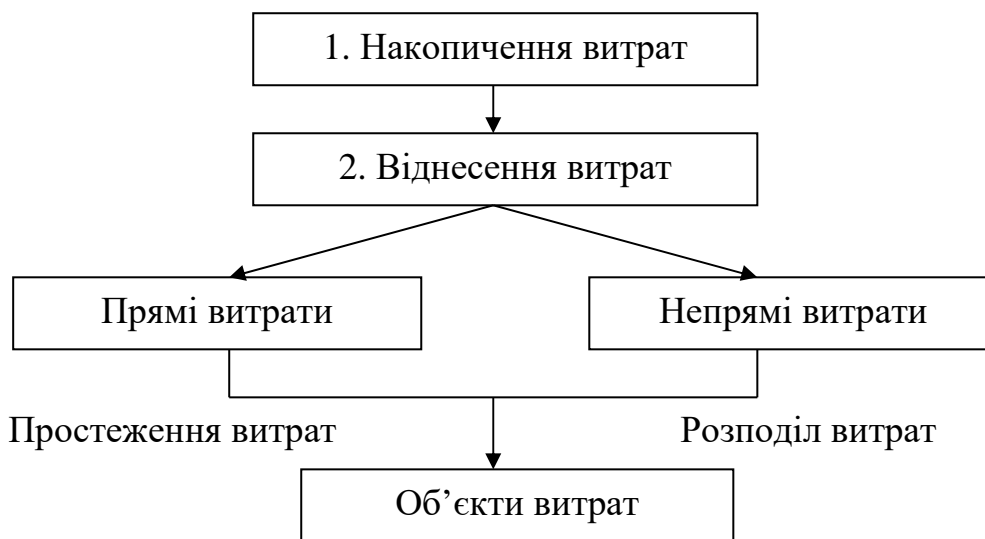 1. Накопичення витрат
2. Віднесення витрат
Прямі витрати
Непрямі витрати
Простеження витрат
Розподіл витрат
Об’єкти витрат